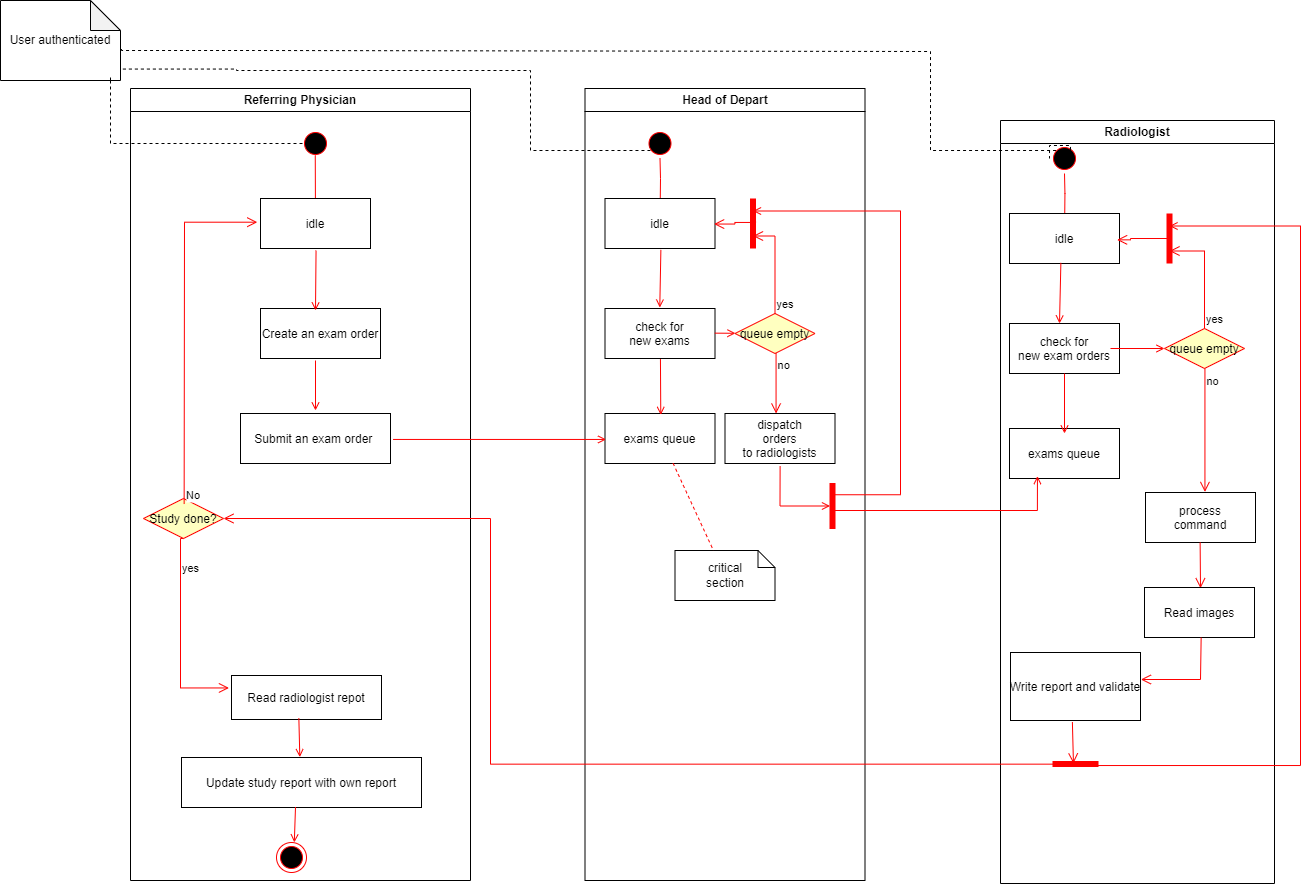 User authenticated
Referring Physician
idle
Create an exam order
Submit an exam order
No
Study done?
yes
Read radiologist repot
Update study report with own report
Head of Depart
idle
check for
new exams
yes
queue empty
no
exams queue
dispatch
orders
to radiologists
critical
section
Radiologist
idle
check for
new exam orders
yes
queue empty
no
exams queue
process
command
Read images
Write report and validate